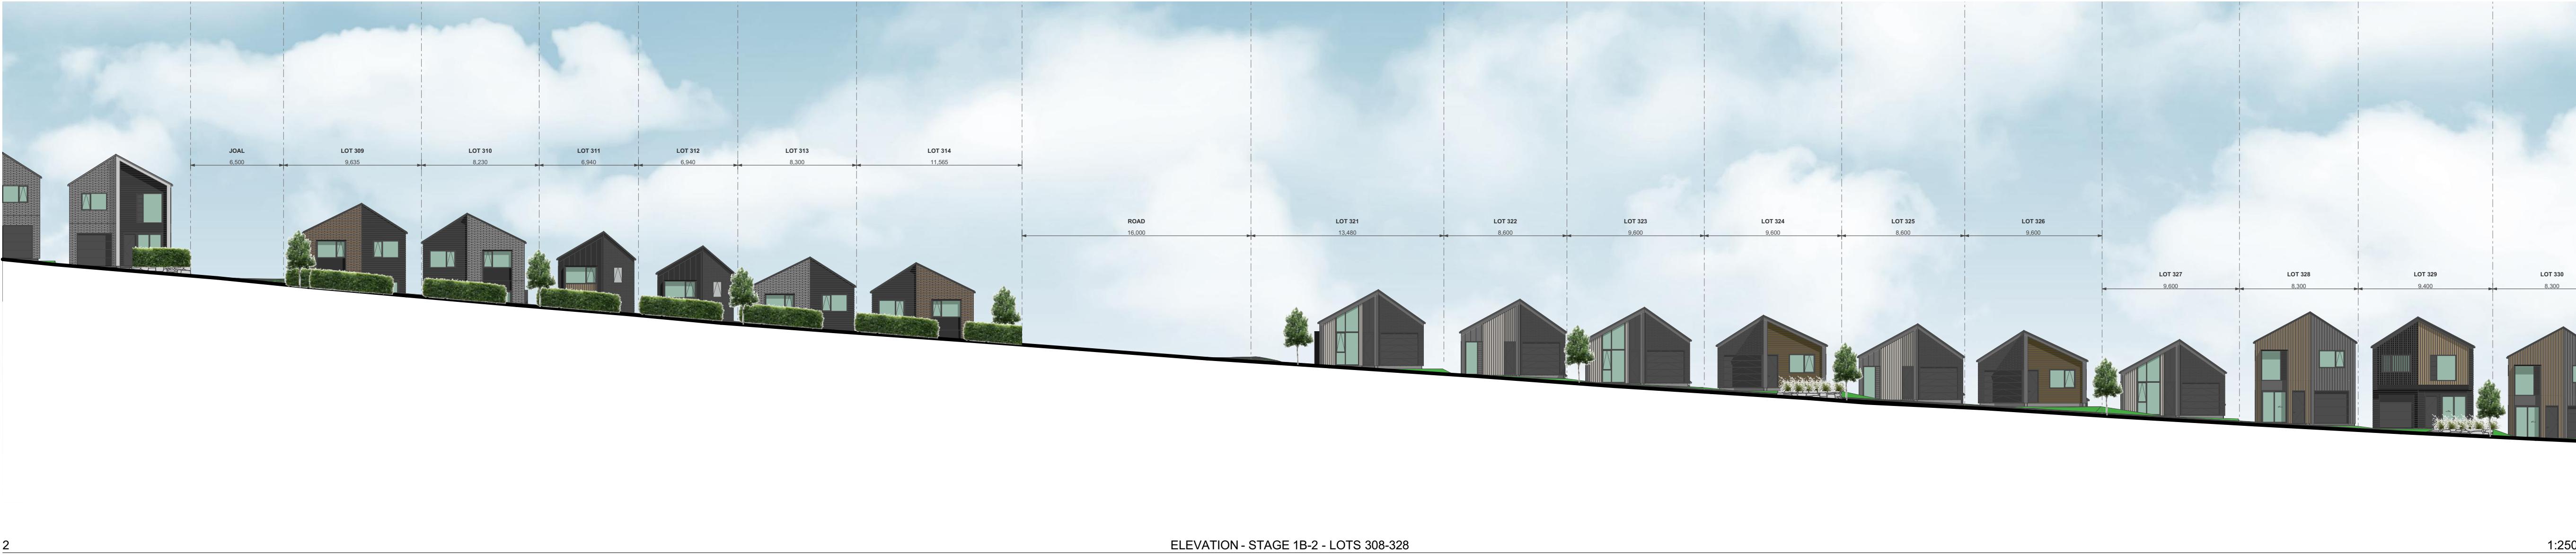 JOAL
6,500
LOT 309
9,635
LOT 310
8,230
LOT 311
6,940
LOT 312
6,940
LOT 313
8,300
LOT 314
11,565
ROAD
16,000
LOT 321
13,480
LOT 322
8,600
LOT 323
9,600
LOT 324
9,600
LOT 325
8,600
LOT 326
9,600
LOT 327
9,600
LOT 328
8,300
LOT 329
9,400
LOT 330
8,300
2
ELEVATION - STAGE 1B-2 - LOTS 308-328
1:250